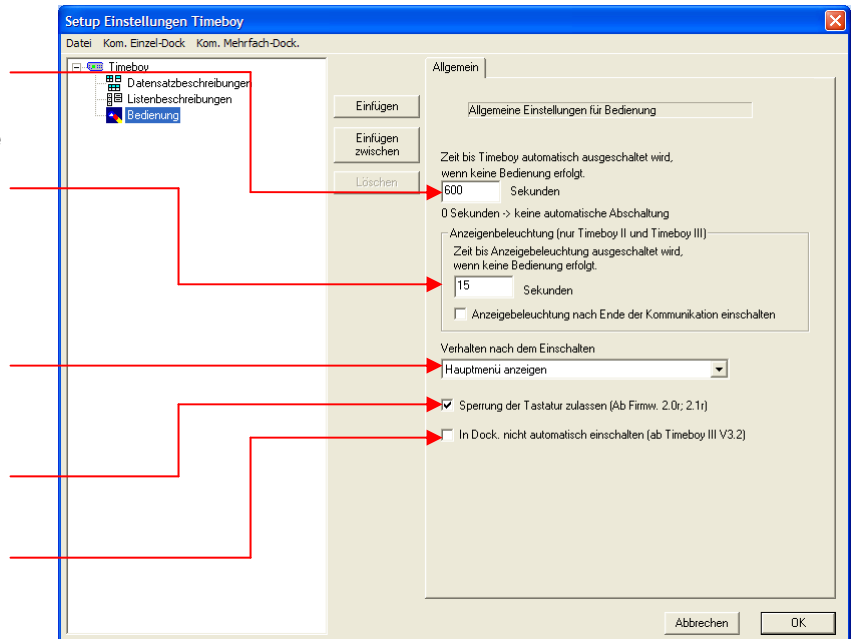 Setup Einstellungen Timeboy
Datei Kom. Einzel-Dock Kom. Mehrfach-Dock.
Timeboy
Datensatzbeschreibungen
Listenbeschreibungen
Bedienung
Einfügen
Einfügen
zwischen
Löschen
Allgemein
Allgemeine Einstellungen für Bedienung
Zeit bis Timeboy automatisch ausgeschaltet wird,
wenn keine Bedienung erfolgt.
600 Sekunden
0 Sekunden -> keine automatische Abschaltung
Anzeigenbeleuchtung (nur Timeboy II und Timeboy III)
Zeit bis Anzeigebeleuchtung ausgeschaltet wird,
wenn keine Bedienung erfolgt.
15 Sekunden
Anzeigebeleuchtung nach Ende der Kommunikation einschalten
Verhalten nach dem Einschalten
Hauptmenü anzeigen
Sperrung der Tastatur zulassen (Ab Firmw. 2.0r; 2.1r)
In Dock. nicht automatisch einschalten (ab Timeboy III V3.2)
Abbrechen OK